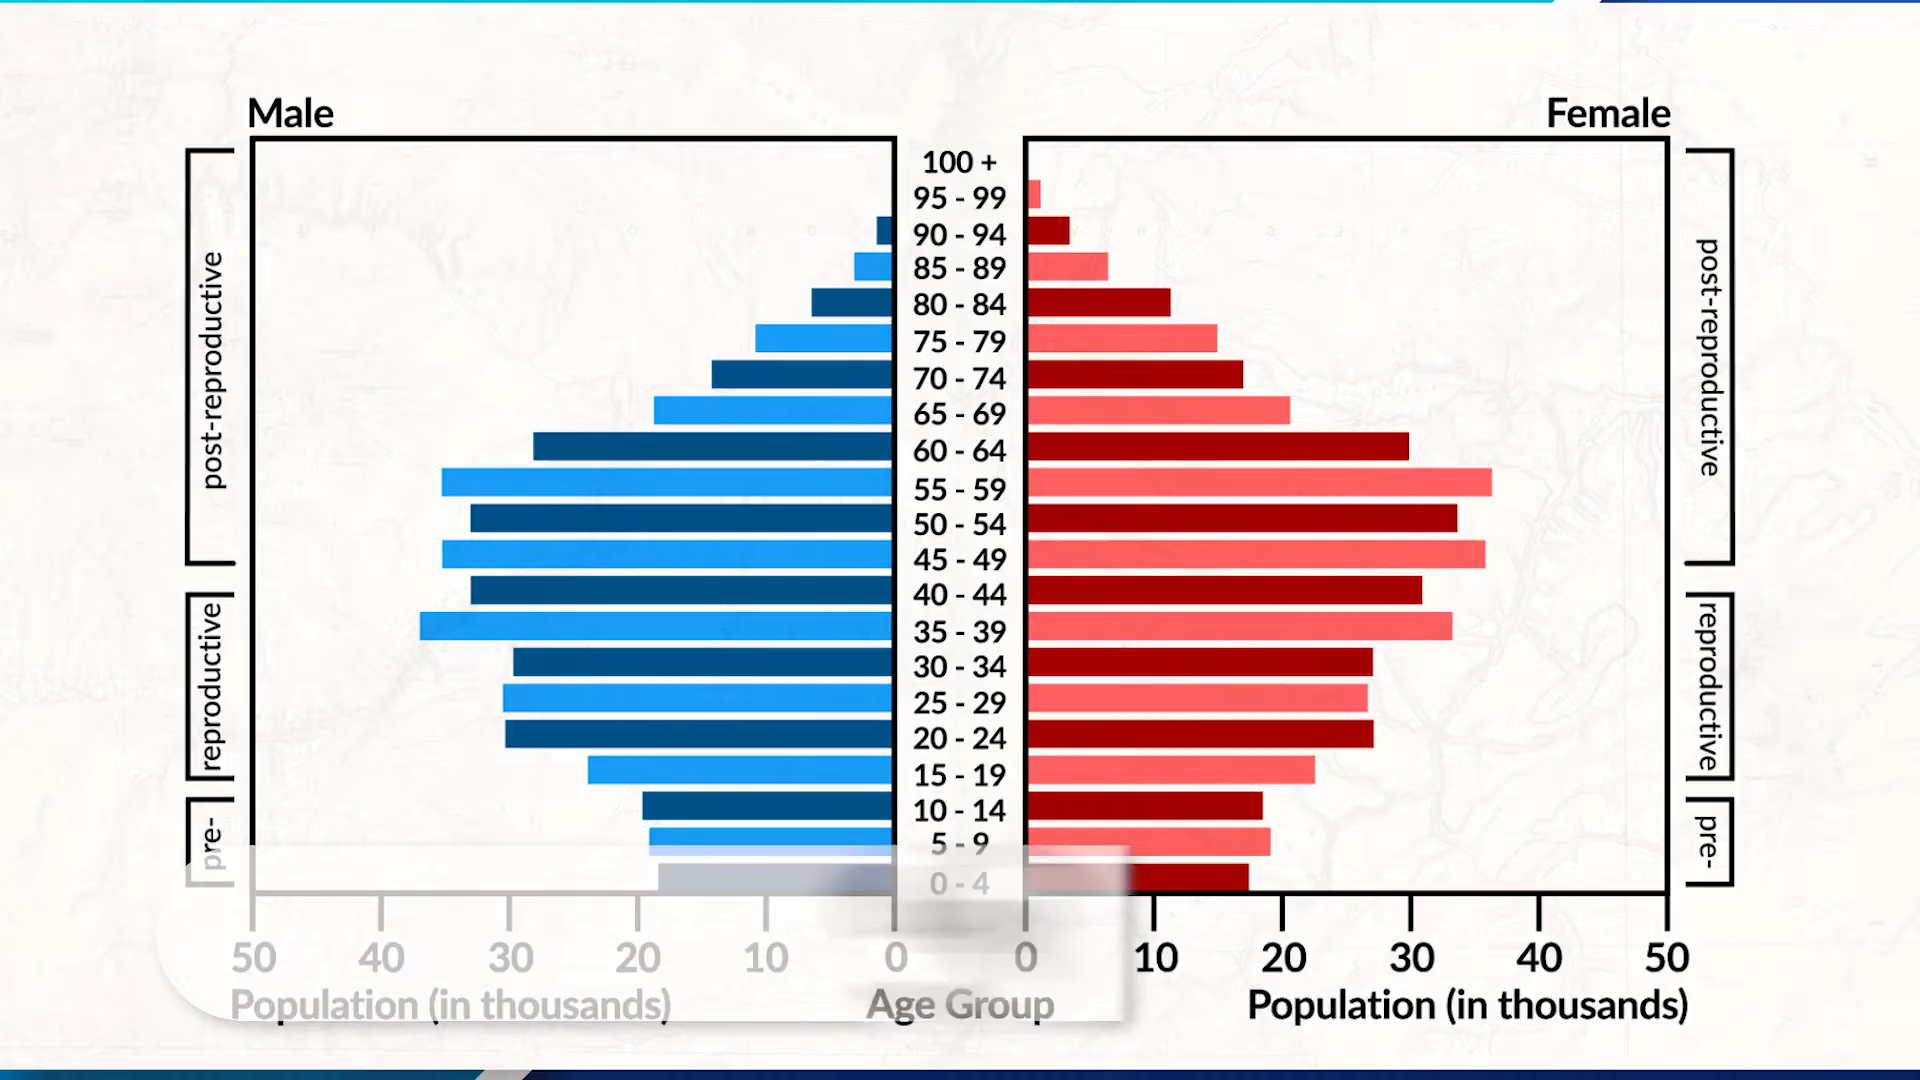 Male
Female
100 +
95 - 99
90 - 94
85 - 89
80 - 84
75 - 79
70 - 74
65 - 69
60 - 64
55 - 59
50 - 54
45 - 49
40 - 44
35 - 39
30 - 34
25 - 29
20 - 24
15 - 19
10 - 14
5 - 9
0 - 4
post-reproductive
reproductive
pre-
post-reproductive
reproductive
pre-
50 40 30 20 10 0
0 10 20 30 40 50
Population (in thousands)
Age Group
Population (in thousands)